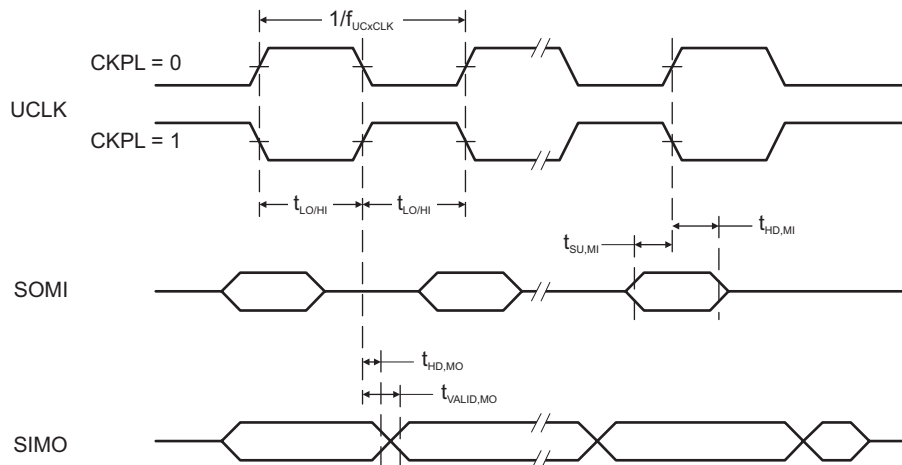 1/fUCxCLK
CKPL = 0
UCLK
CKPL = 1
tLO/HI tLO/HI
tHD,MI
tSU,MI
SOMI
tHD,MO
tVALID,MO
SIMO